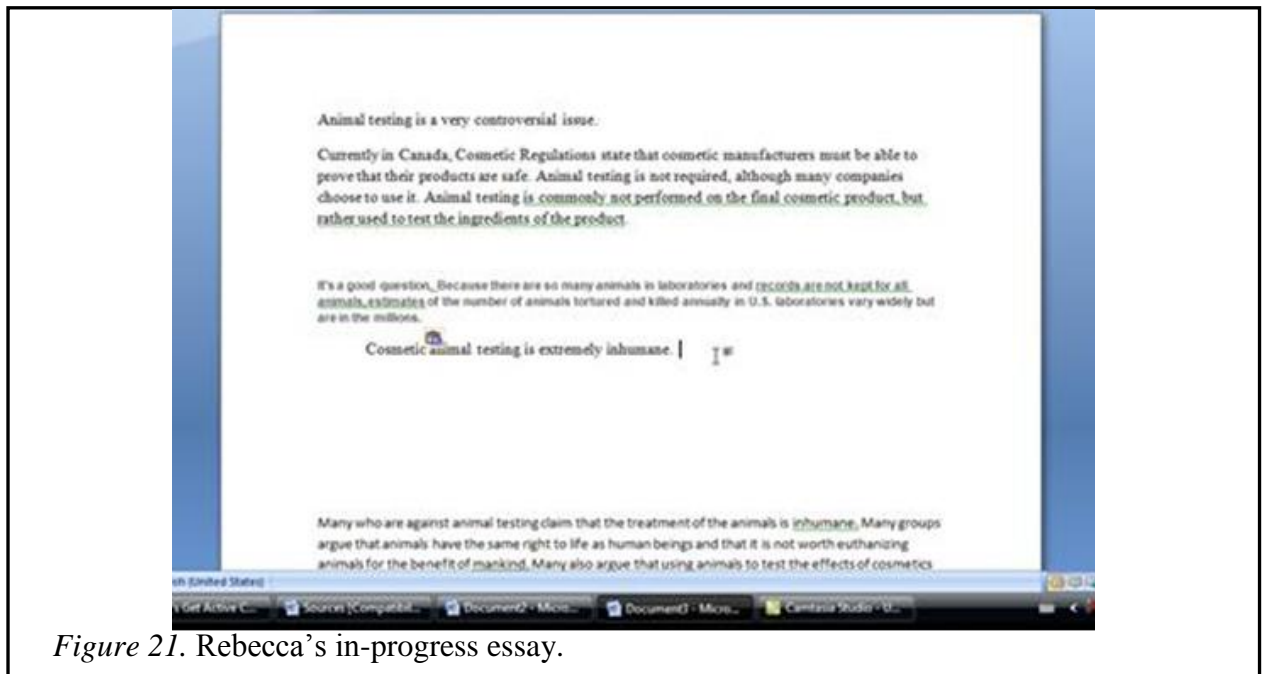 Animal testing is a very controversial issue.
Currently in Canada, Cosmetic Regulations state that cosmetic manufacturers must be able to
prove that their products are safe. Animal testing is not required, although many companies
choose to use it. Animal testing is commonly not performed on the final cosmetic product, but
rather used to test the ingredients of the product.
It's a good question. Because there are so many animals in laboratories and records are not kept for all
animals, estimates of the number of animals tortured and killed annually in U.S. laboratories vary widely but
are in the millions.
Cosmetic animal testing is extremely inhumane.
Many who are against animal testing claim that the treatment of the animals is inhumane. Many groups
argue that animals have the same right to life as human beings and that it is not worth euthanizing
animals for the benefit of mankind. Many also argue that using animals to test the effects of cosmetics
(United States)
Get Active C...
Sources [Compatibil...
Document2 - Micro...
Document3 - Micro...
Camtasia Studio - U...
Figure 21. Rebecca's in-progress essay.